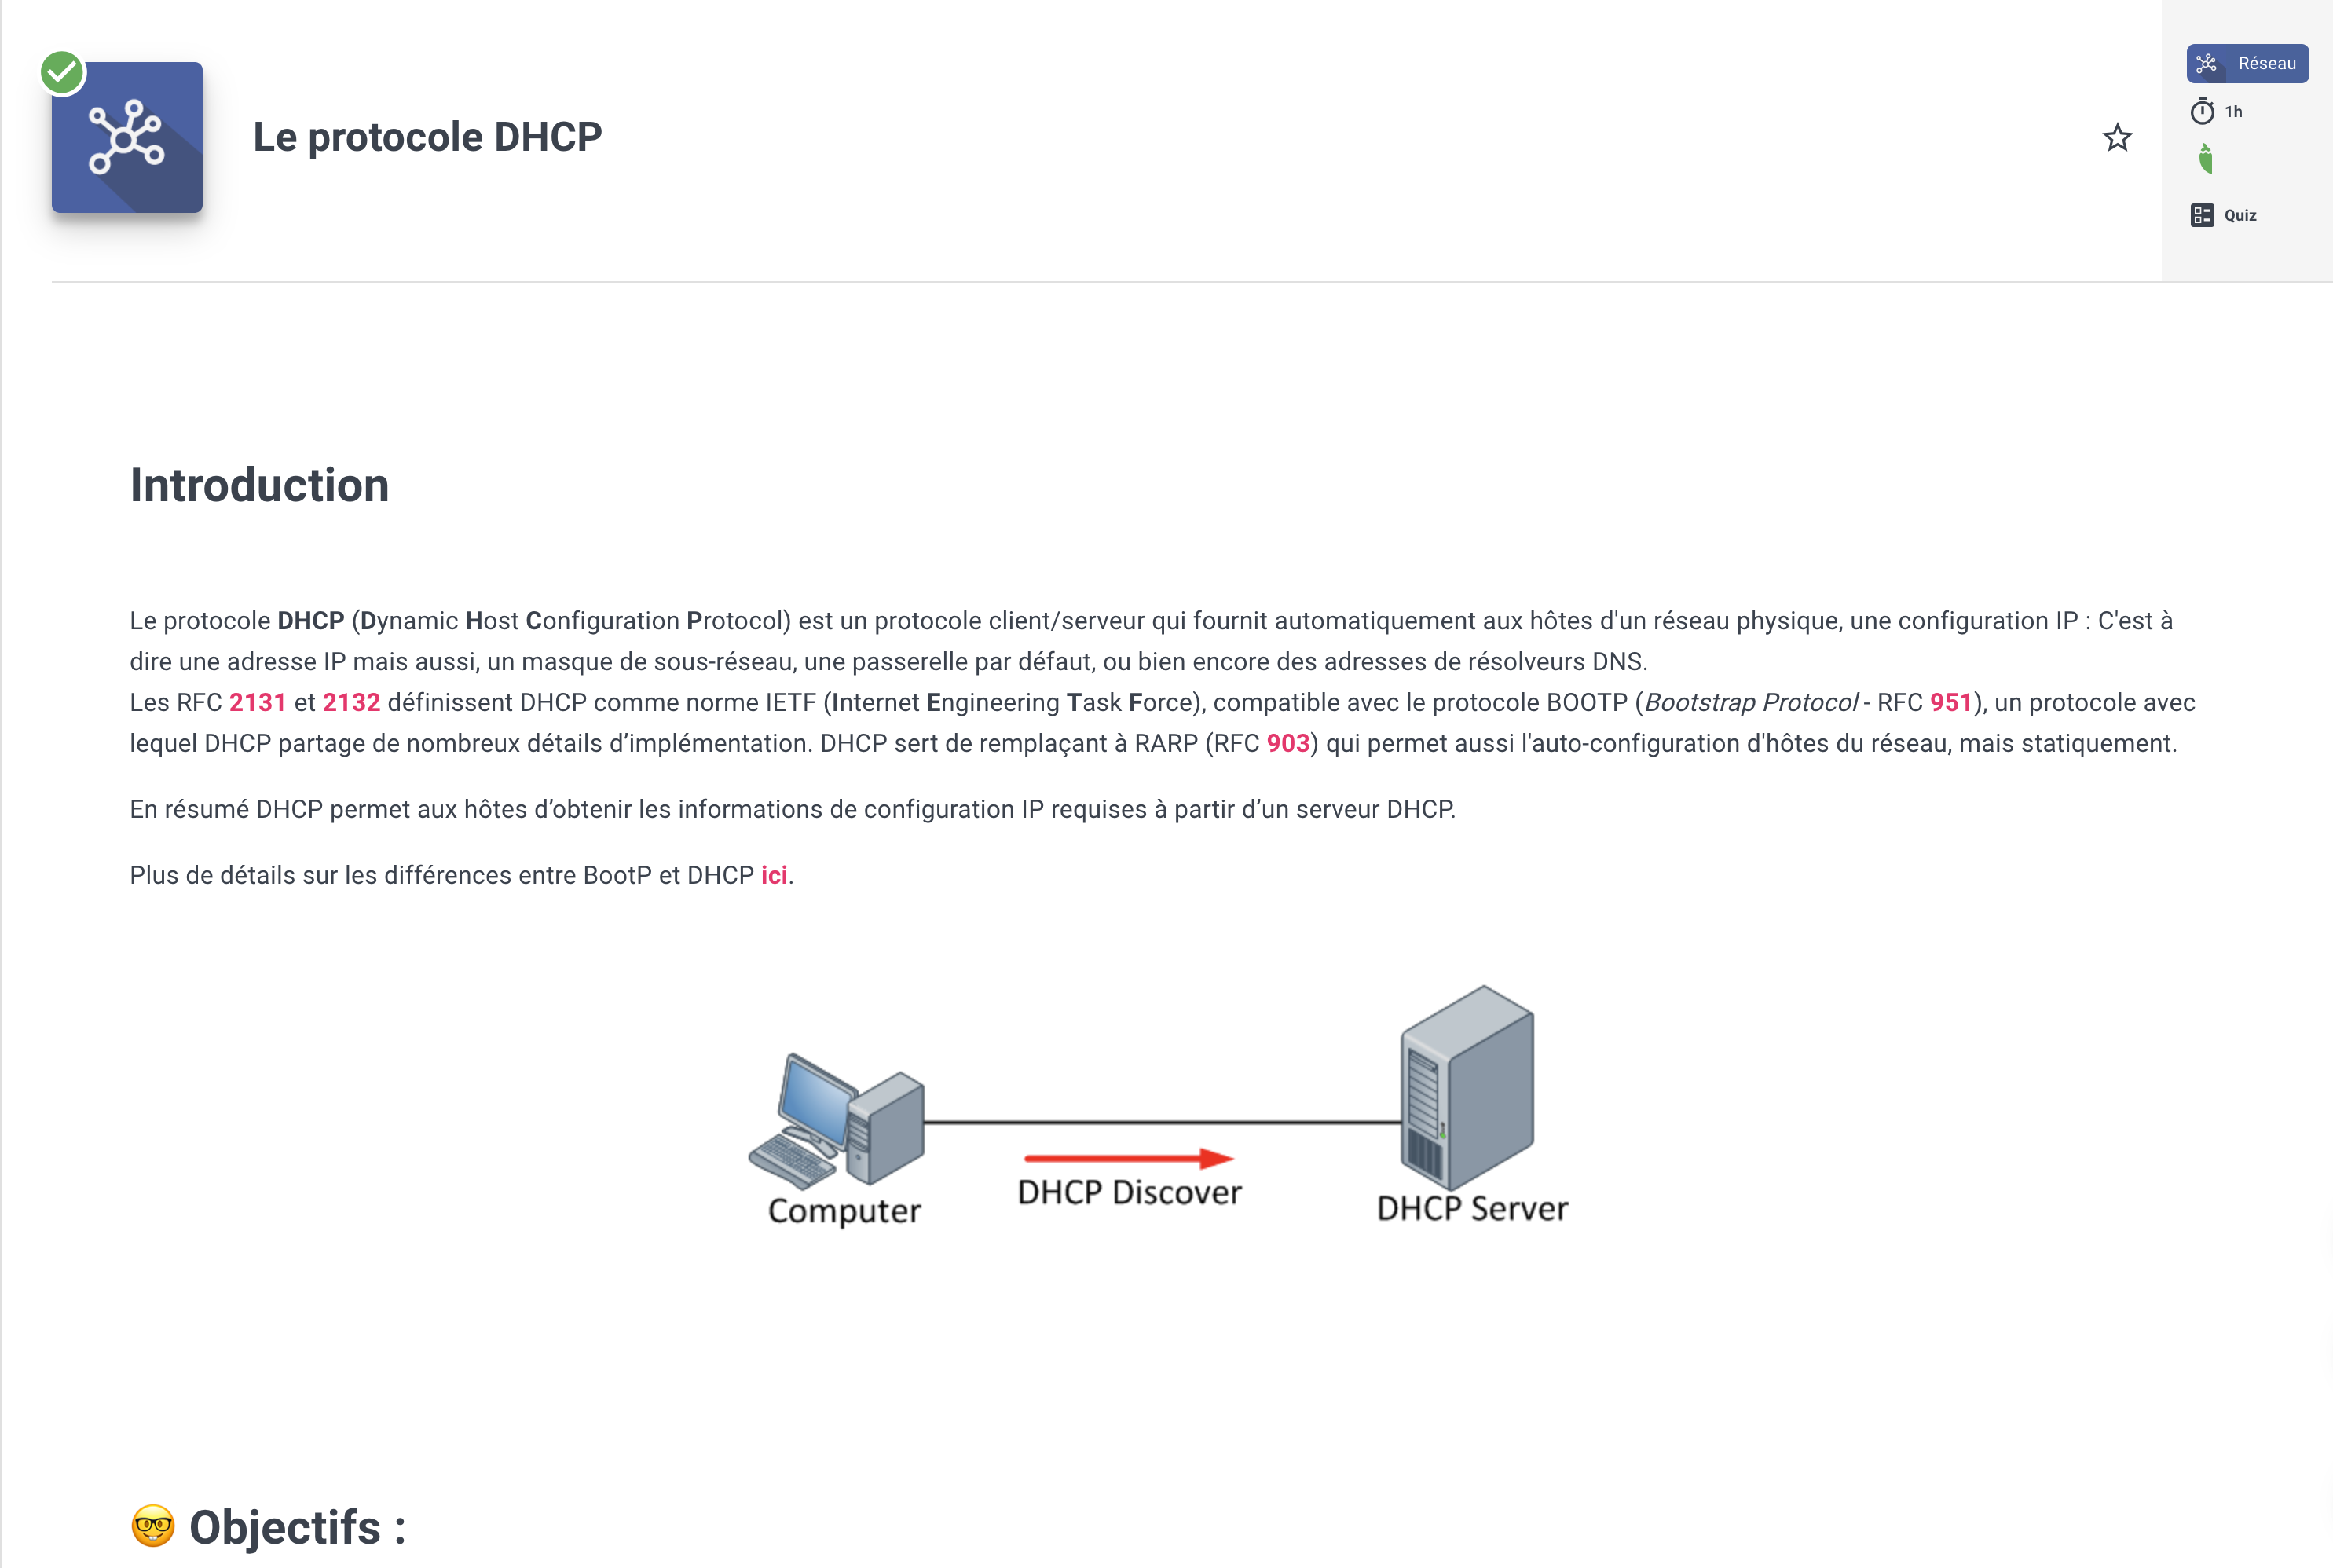 Le protocole DHCP
Réseau
1h
Quiz
Introduction
Le protocole DHCP (Dynamic Host Configuration Protocol) est un protocole client/serveur qui fournit automatiquement aux hôtes d'un réseau physique, une configuration IP : C'est à
dire une adresse IP mais aussi, un masque de sous-réseau, une passerelle par défaut, ou bien encore des adresses de résolveurs DNS.
Les RFC 2131 et 2132 définissent DHCP comme norme IETF (Internet Engineering Task Force), compatible avec le protocole BOOTP (Bootstrap Protocol - RFC 951), un protocole avec
lequel DHCP partage de nombreux détails d’implémentation. DHCP sert de remplaçant à RARP (RFC 903) qui permet aussi l'auto-configuration d'hôtes du réseau, mais statiquement.
En résumé DHCP permet aux hôtes d’obtenir les informations de configuration IP requises à partir d’un serveur DHCP.
Plus de détails sur les différences entre BootP et DHCP ici.
DHCP Discover
Computer
DHCP Server
🤓 Objectifs :